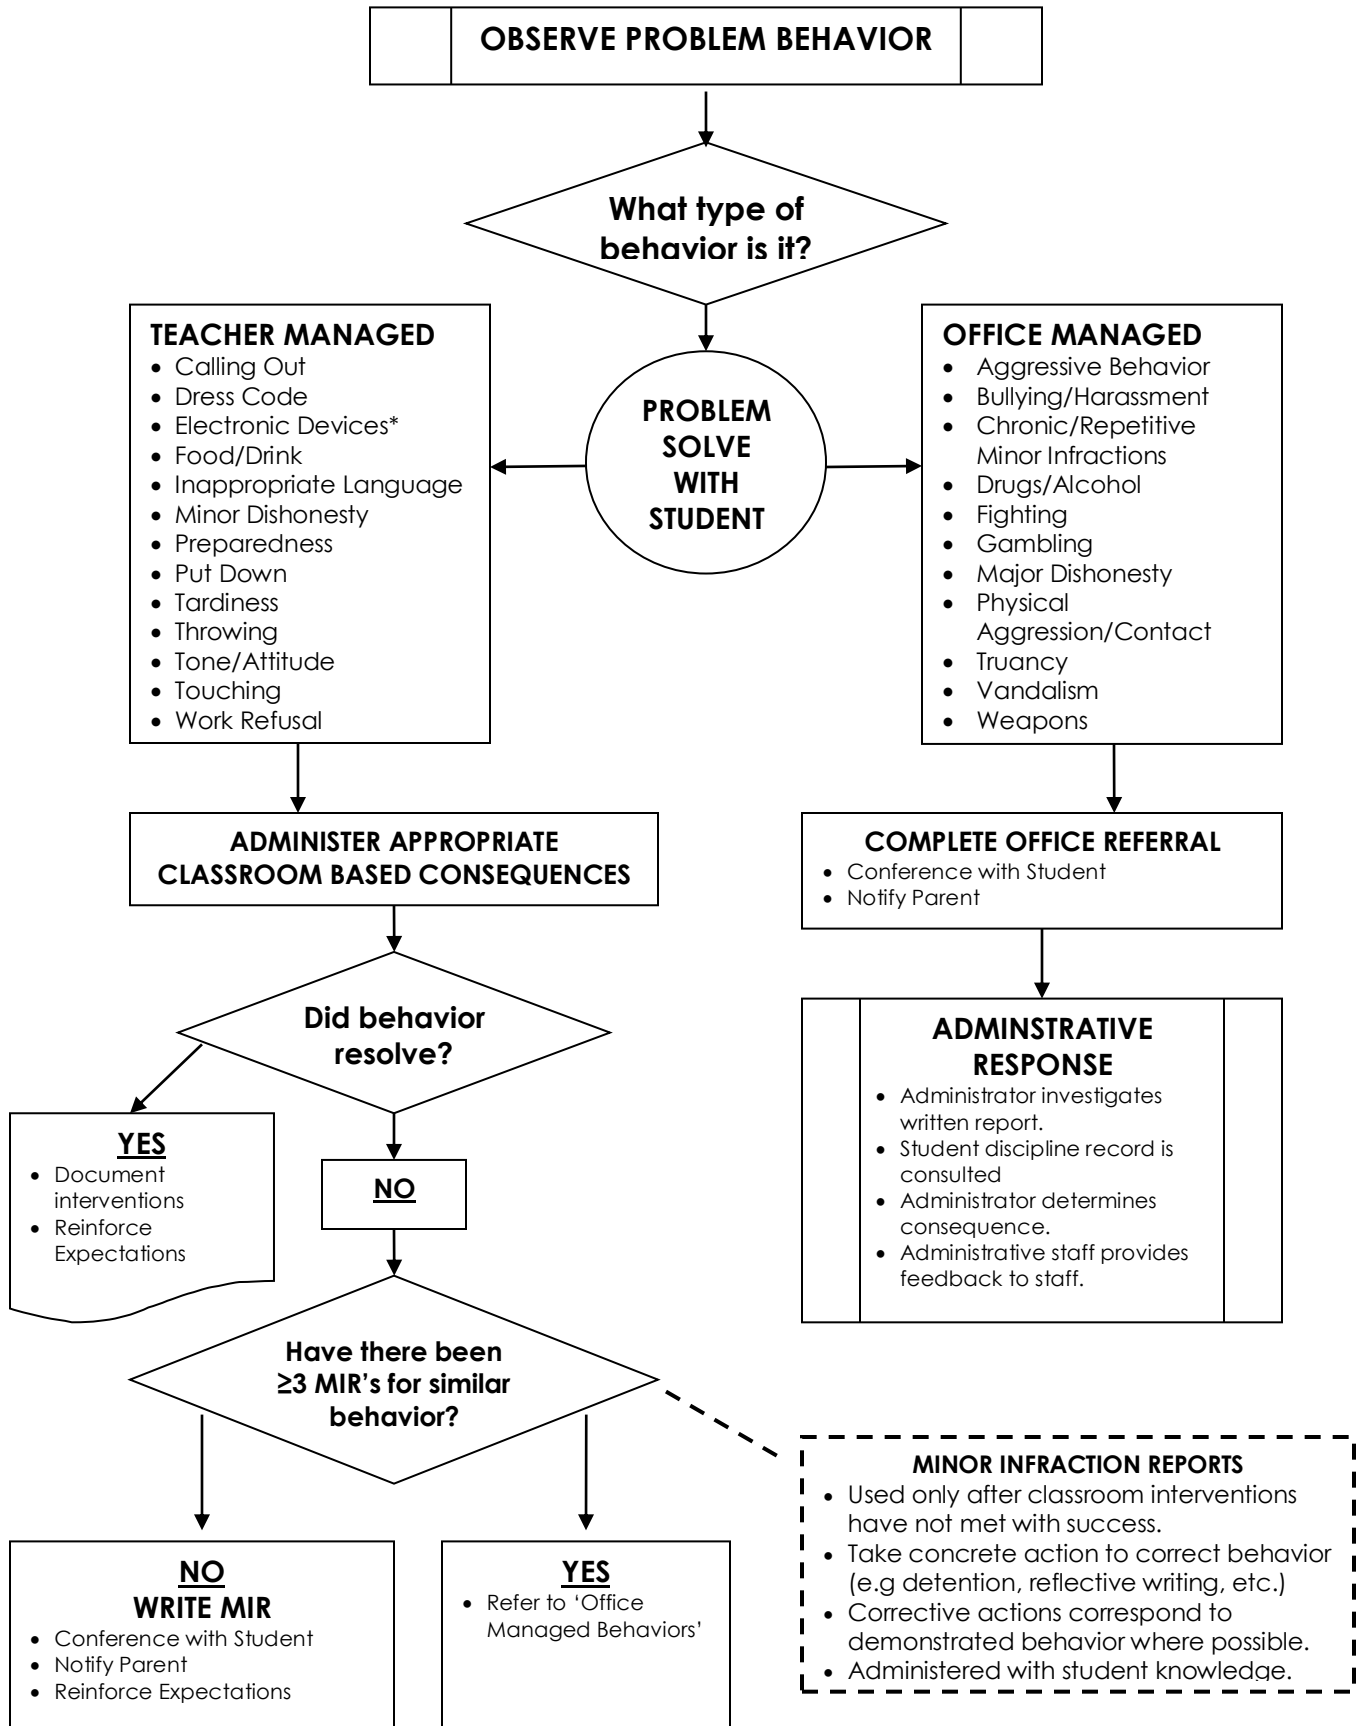 OBSERVE PROBLEM BEHAVIOR
What type of
behavior is it?
TEACHER MANAGED
• Calling Out
• Dress Code
• Electronic Devices*
• Food/Drink
• Inappropriate Language
• Minor Dishonesty
• Preparedness
• Put Down
• Tardiness
• Throwing
• Tone/Attitude
• Touching
• Work Refusal
PROBLEM
SOLVE
WITH
STUDENT
OFFICE MANAGED
• Aggressive Behavior
• Bullying/Harassment
• Chronic/Repetitive
Minor Infractions
• Drugs/Alcohol
• Fighting
• Gambling
• Major Dishonesty
• Physical
Aggression/Contact
• Truancy
• Vandalism
• Weapons
ADMINISTER APPROPRIATE
CLASSROOM BASED CONSEQUENCES
COMPLETE OFFICE REFERRAL
• Conference with Student
• Notify Parent
Did behavior
resolve?
ADMINSTRATIVE
RESPONSE
• Administrator investigates
written report.
• Student discipline record is
consulted
• Administrator determines
consequence.
• Administrative staff provides
feedback to staff.
YES
• Document
interventions
• Reinforce
Expectations
NO
Have there been
≥3 MIR's for similar
behavior?
MINOR INFRACTION REPORTS
• Used only after classroom interventions
have not met with success.
• Take concrete action to correct behavior
(e.g detention, reflective writing, etc.)
• Corrective actions correspond to
demonstrated behavior where possible.
• Administered with student knowledge.
NO
WRITE MIR
• Conference with Student
• Notify Parent
• Reinforce Expectations
YES
• Refer to ‘Office
Managed Behaviors’